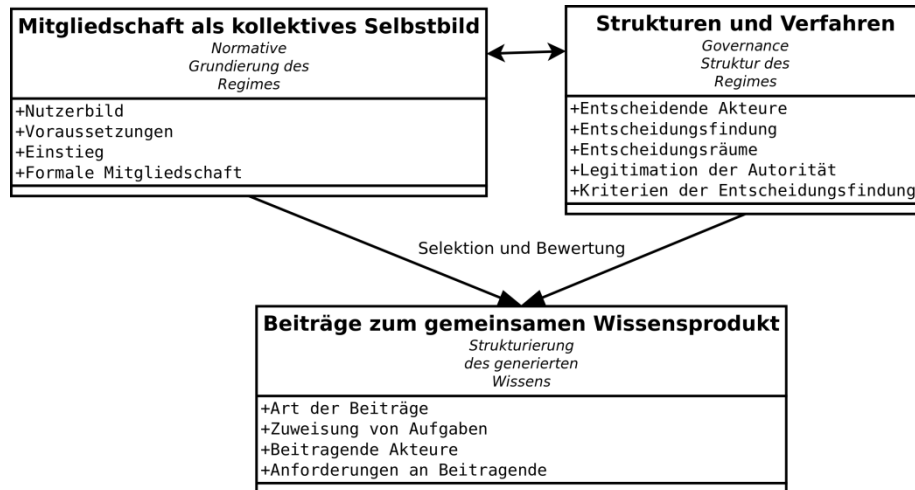 Mitgliedschaft als kollektives Selbstbild
Normative
Grundierung des
Regimes
+Nutzerbild
+Voraussetzungen
+Einstieg
+Formale Mitgliedschaft
Strukturen und Verfahren
Governance
Struktur des
Regimes
+Entscheidende Akteure
+Entscheidungsfindung
+Entscheidungsräume
+Legitimation der Autorität
+Kriterien der Entscheidungsfindung
Selektion und Bewertung
Beiträge zum gemeinsamen Wissensprodukt
Strukturierung
des generierten
Wissens
+Art der Beiträge
+Zuweisung von Aufgaben
+Beitragende Akteure
+Anforderungen an Beitragende